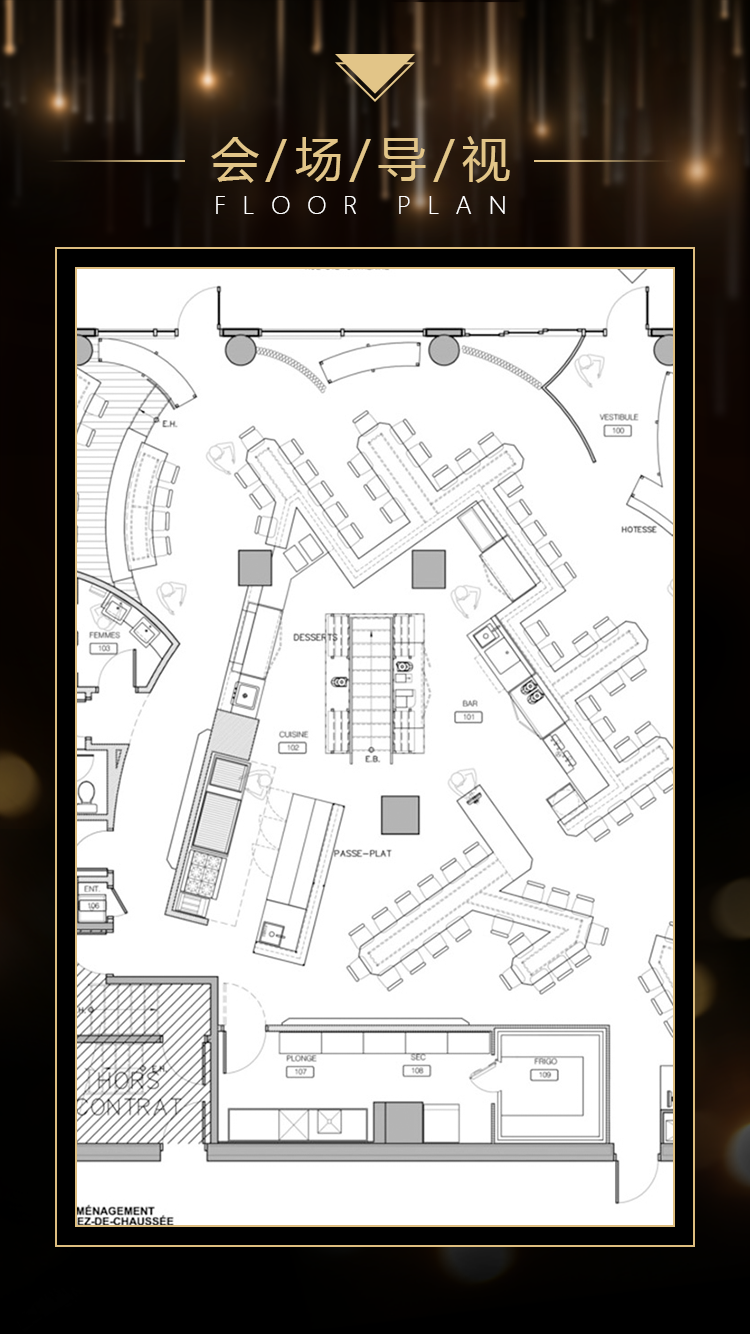 会/场/导/视
FLOOR PLAN
E.H.
VESTIBULE
100
HOTESSE
FEMMES
103
DESSERTS
BAR
101
CUISINE
102
E.B.
PASSE-PLAT
ENT.
106
E.H.
PLONGE
107
SEC
108
FRIGO
109
THORS
CONTRAT
MÉNAGEMENT
EZ-DE-CHAUSSÉE